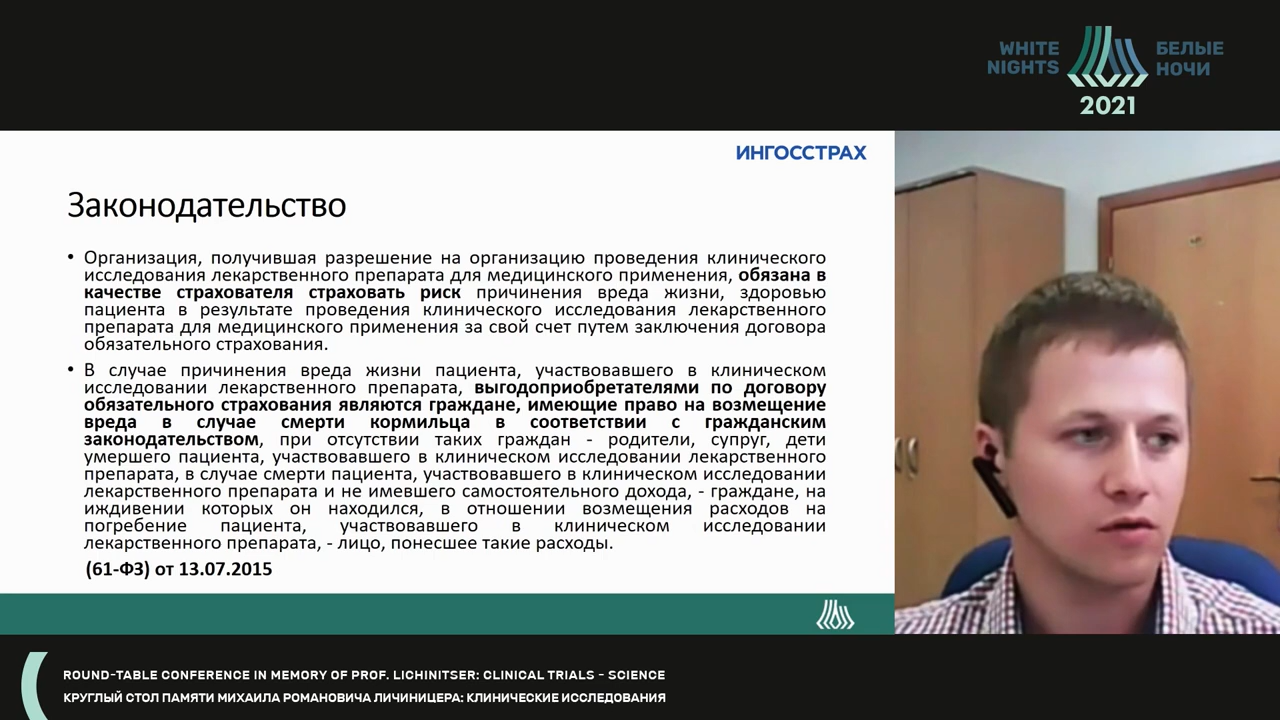 WHITE NIGHTS
БЕЛЫЕ НОЧИ
2021
ИНГОССТРАХ
Законодательство
• Организация, получившая разрешение на организацию проведения клинического
исследования лекарственного препарата для медицинского применения, обязана в
качестве страхователя страховать риск причинения вреда жизни, здоровью
пациента в результате проведения клинического исследования лекарственного
препарата для медицинского применения за свой счет путем заключения договора
обязательного страхования.
• В случае причинения вреда жизни пациента, участвовавшего в клиническом
исследовании лекарственного препарата, выгодоприобретателями по договору
обязательного страхования являются граждане, имеющие право на возмещение
вреда в случае смерти кормильца в соответствии с гражданским
законодательством, при отсутствии таких граждан - родители, супруг, дети
умершего пациента, участвовавшего в клиническом исследовании лекарственного
препарата, в случае смерти пациента, участвовавшего в клиническом исследовании
лекарственного препарата и не имевшего самостоятельного дохода, - граждане, на
иждивении которых он находился, в отношении возмещения расходов на
погребение пациента, участвовавшего в клиническом исследовании
лекарственного препарата, - лицо, понесшее такие расходы.
(61-ФЗ) от 13.07.2015
ROUND-TABLE CONFERENCE IN MEMORY OF PROF. LICHINITSER: CLINICAL TRIALS - SCIENCE
КРУГЛЫЙ СТОЛ ПАМЯТИ МИХАИЛА РОМАНОВИЧА ЛИЧИНИЦЕРА: КЛИНИЧЕСКИЕ ИССЛЕДОВАНИЯ